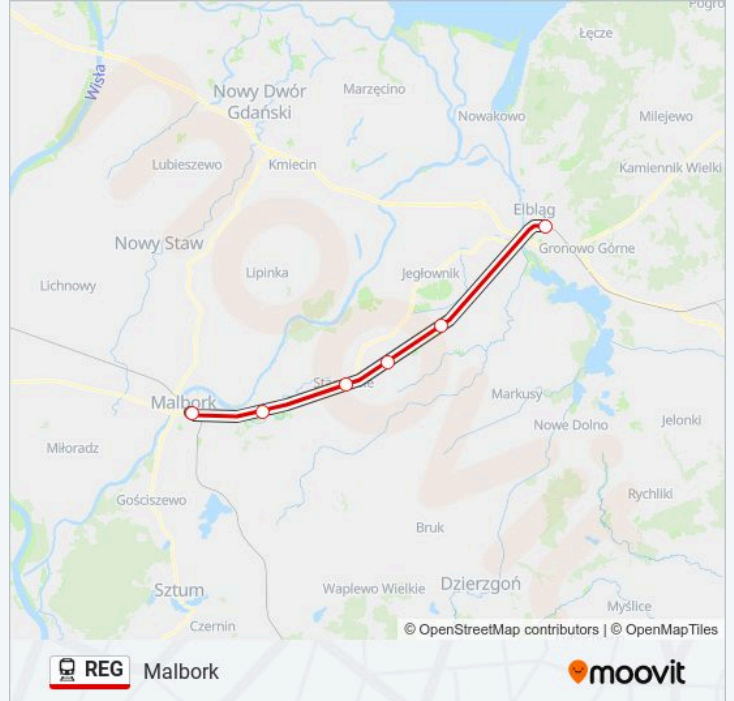 Pogro
Łęcze
Wisła
Nowy Dwór
Gdański
Marzęcino
Nowakowo
Milejewo
Lubieszewo
Kmiecin
Kamiennik Wielki
Elbląg
Nowy Staw
Gronowo Górne
Lichnowy
Lipinka
Jegłownik
Malbork
Markusy
Nowe Dolno
Jelonki
Miłoradz
Gościszewo
Rychliki
Bruk
Sztum
Waplewo Wielkie
Dzierzgoń
Myślice
Czernin
© OpenStreetMap contributors | © OpenMapTiles
REG Malbork
moovit